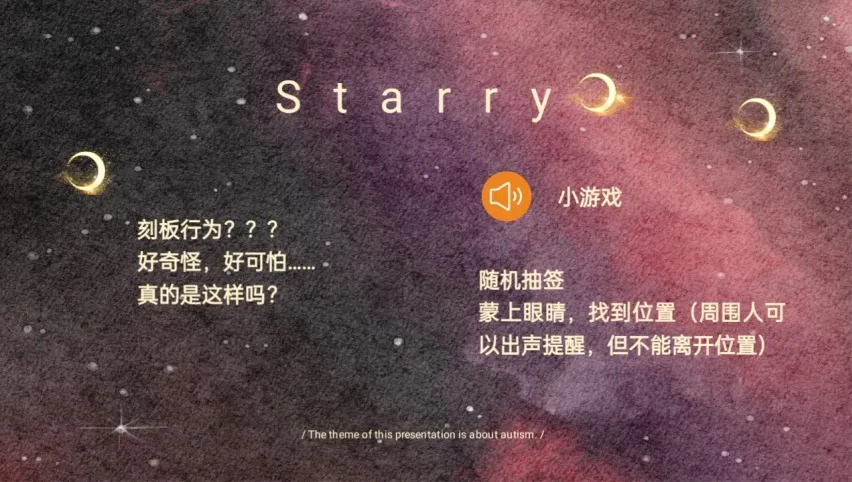 Starry
刻板行为？？？
好奇怪，好可怕……
真的是这样吗？
小游戏
随机抽签
蒙上眼睛，找到位置（周围人可
以出声提醒，但不能离开位置）
/ The theme of this presentation is about autism. /